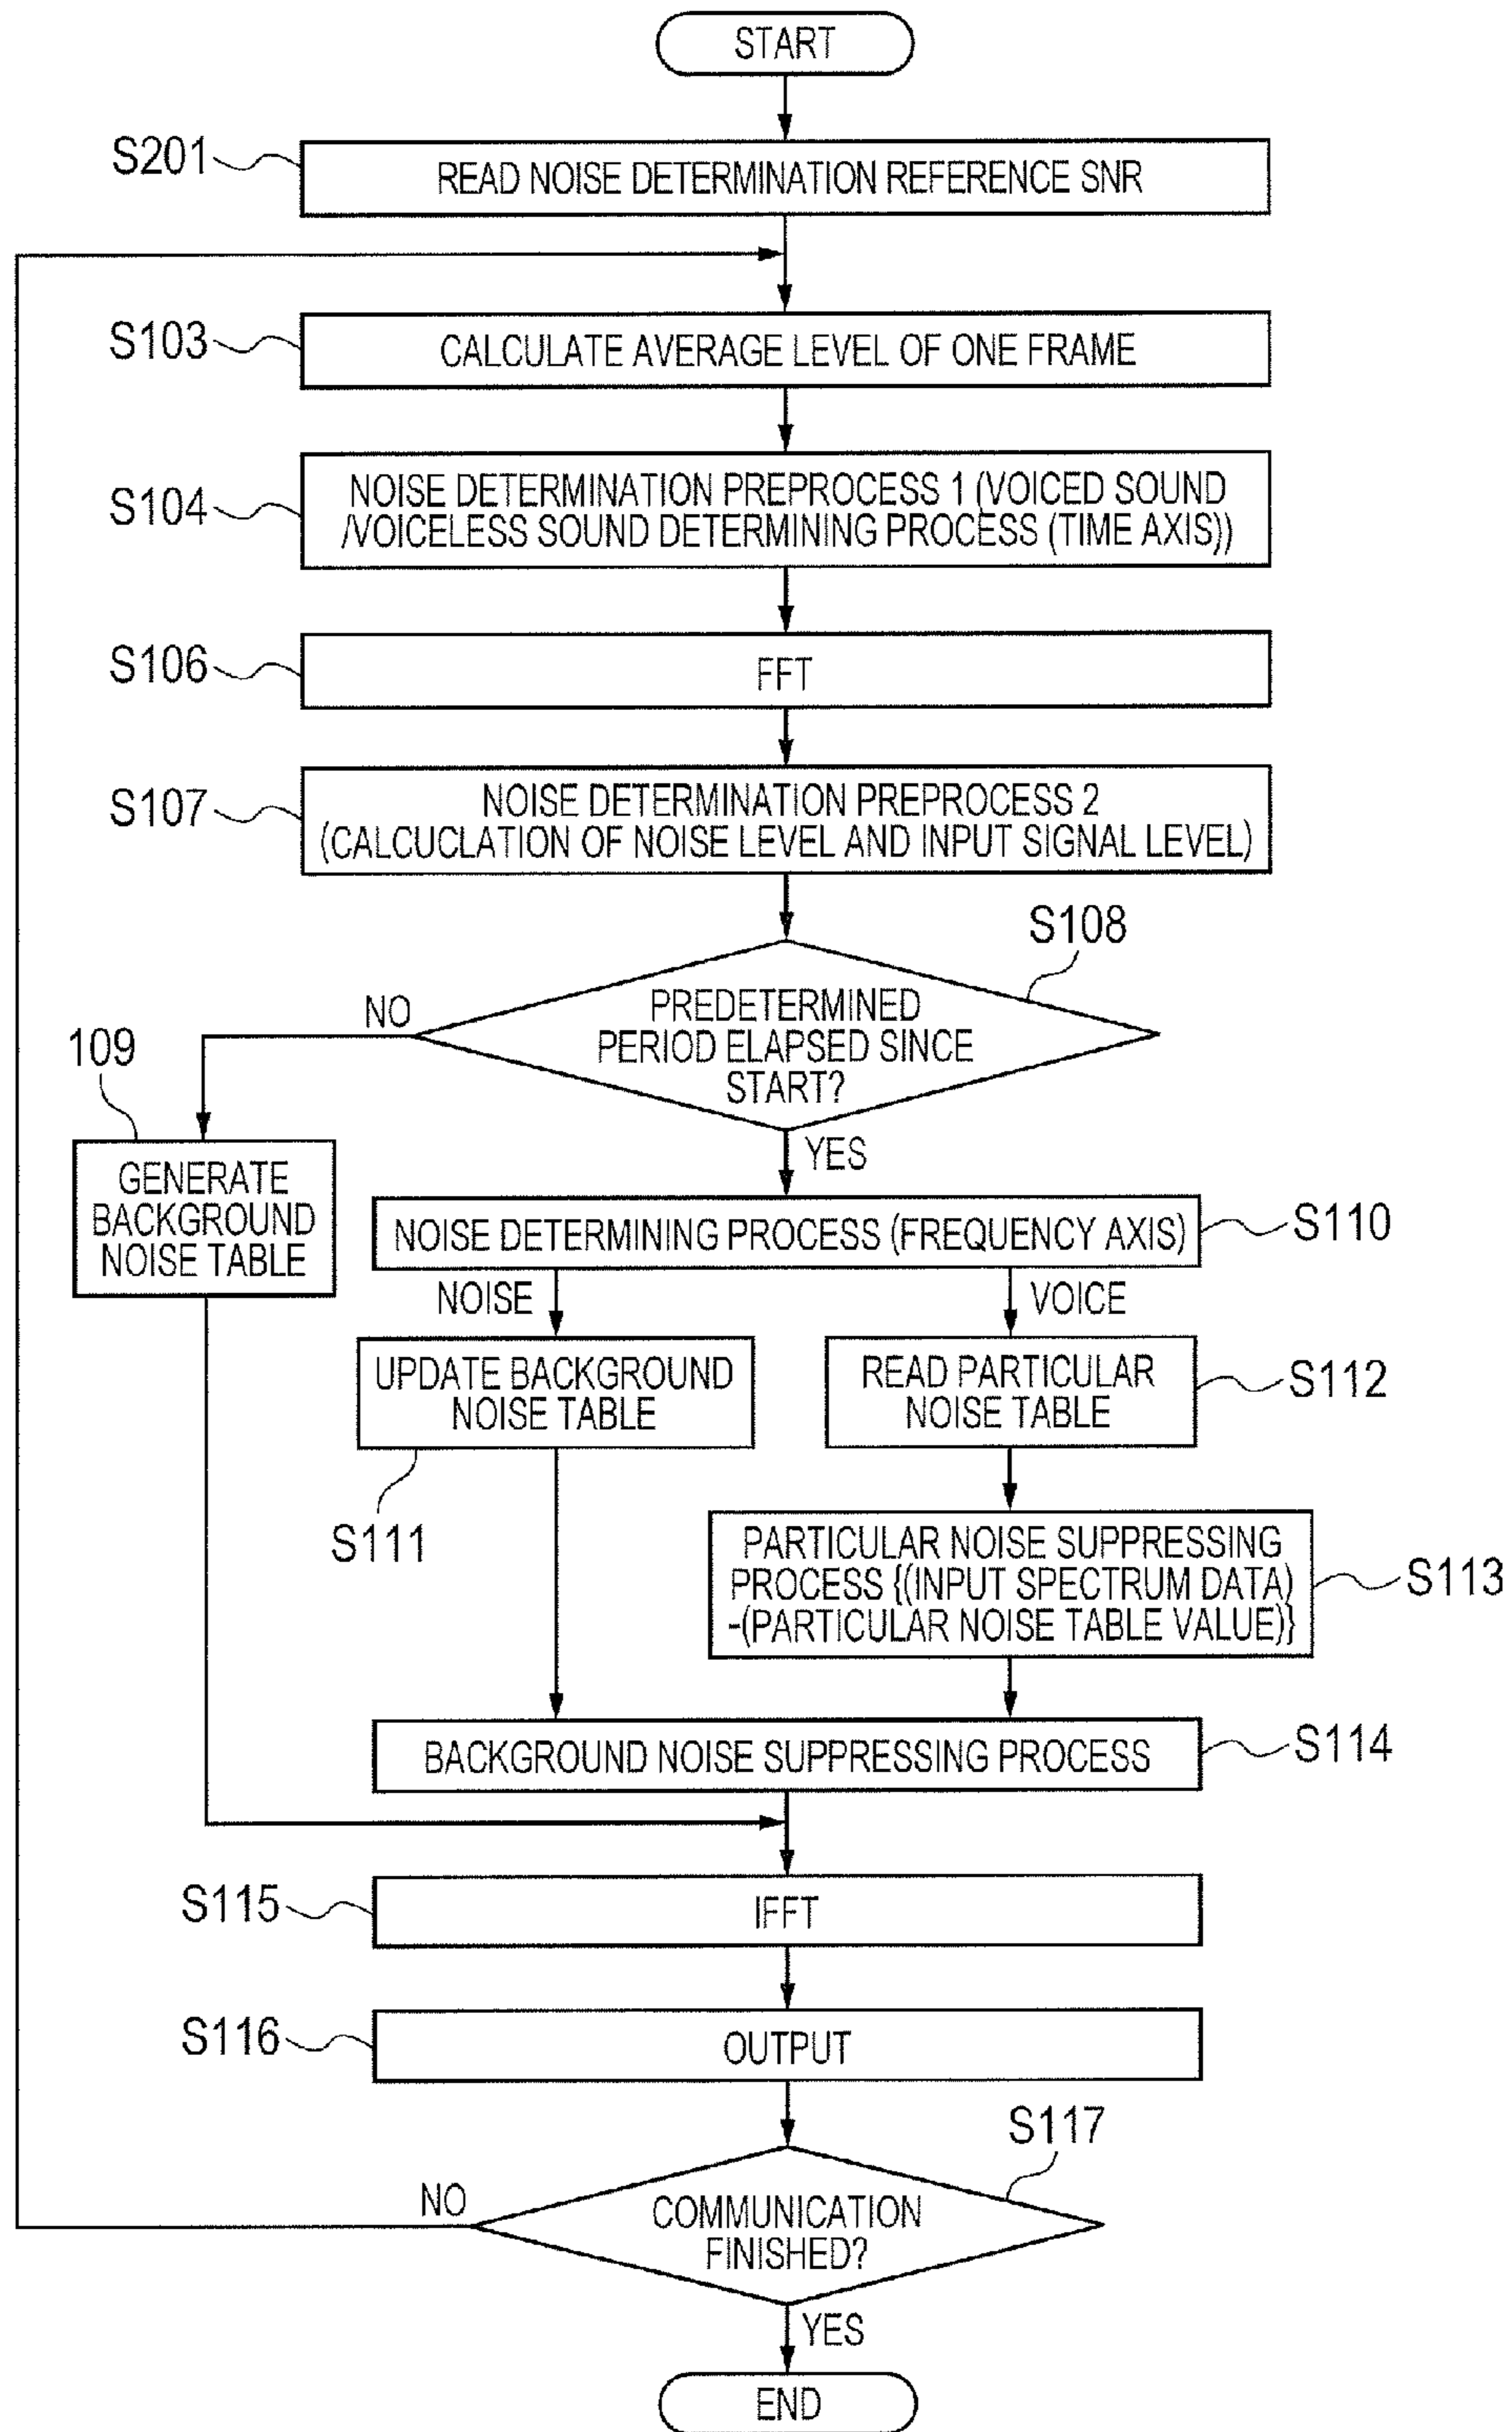 START
S201
READ NOISE DETERMINATION REFERENCE SNR
S103
CALCULATE AVERAGE LEVEL OF ONE FRAME
S104
NOISE DETERMINATION PREPROCESS 1 (VOICED SOUND
/VOICELESS SOUND DETERMINING PROCESS (TIME AXIS))
S106
FFT
S107
NOISE DETERMINATION PREPROCESS 2
(CALCUCLATION OF NOISE LEVEL AND INPUT SIGNAL LEVEL)
S108
PREDETERMINED
PERIOD ELAPSED SINCE
START?
NO
109
GENERATE
BACKGROUND
NOISE TABLE
YES
NOISE DETERMINING PROCESS (FREQUENCY AXIS)
S110
NOISE
VOICE
UPDATE BACKGROUND
NOISE TABLE
S111
READ PARTICULAR
NOISE TABLE
S112
PARTICULAR NOISE SUPPRESSING
PROCESS {(INPUT SPECTRUM DATA)
-(PARTICULAR NOISE TABLE VALUE)}
S113
BACKGROUND NOISE SUPPRESSING PROCESS
S114
S115
IFFT
S116
OUTPUT
S117
COMMUNICATION
FINISHED?
NO
YES
END